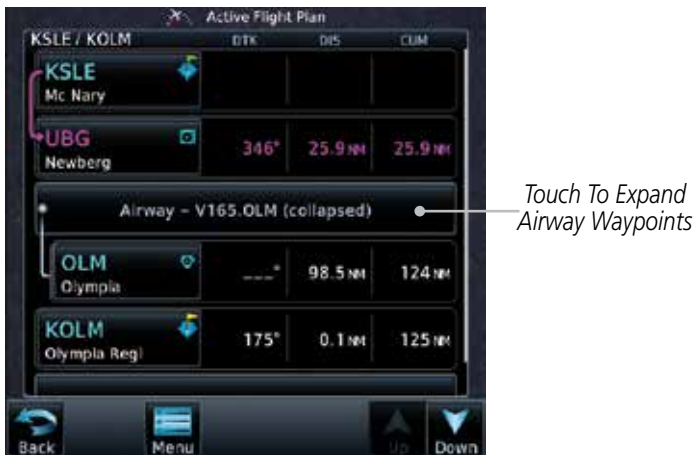 Active Flight Plan
KSLE / KOLM DTK DIS CUM
KSLE
Mc Nary
UBG 346° 25.9 NM 25.9 NM
Newberg
Airway – V165.OLM (collapsed)
Touch To Expand
Airway Waypoints
OLM ___° 98.5 NM 124 NM
Olympia
KOLM 175° 0.1 NM 125 NM
Olympia Regl
Back Menu Up Down